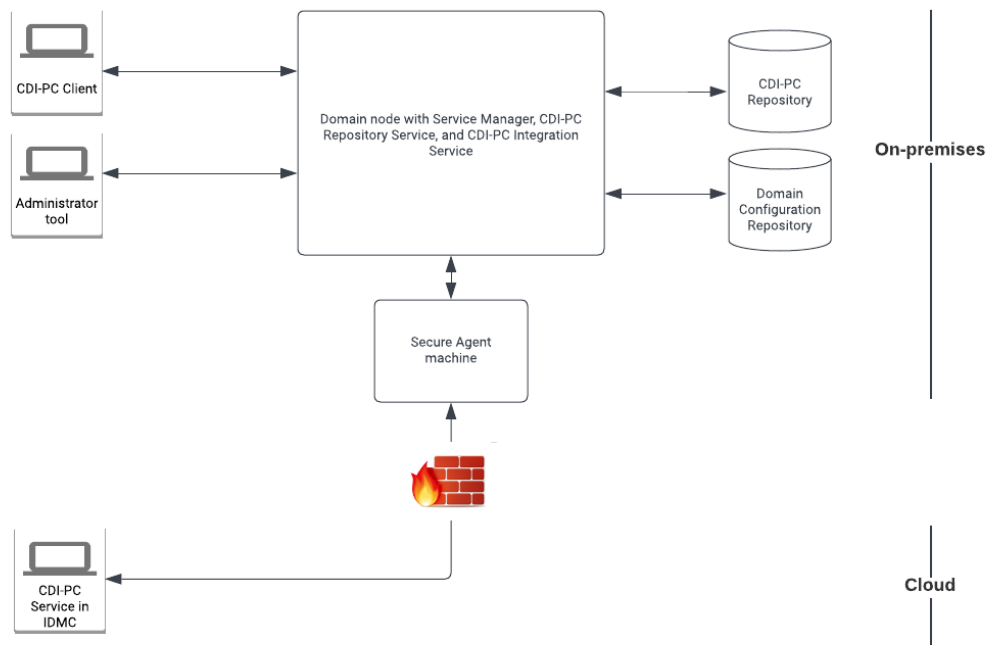 CDI-PC Client
Administrator
tool
Domain node with Service Manager, CDI-PC
Repository Service, and CDI-PC Integration
Service
CDI-PC
Repository
Domain
Configuration
Repository
On-premises
Secure Agent
machine
CDI-PC
Service in
IDMC
Cloud